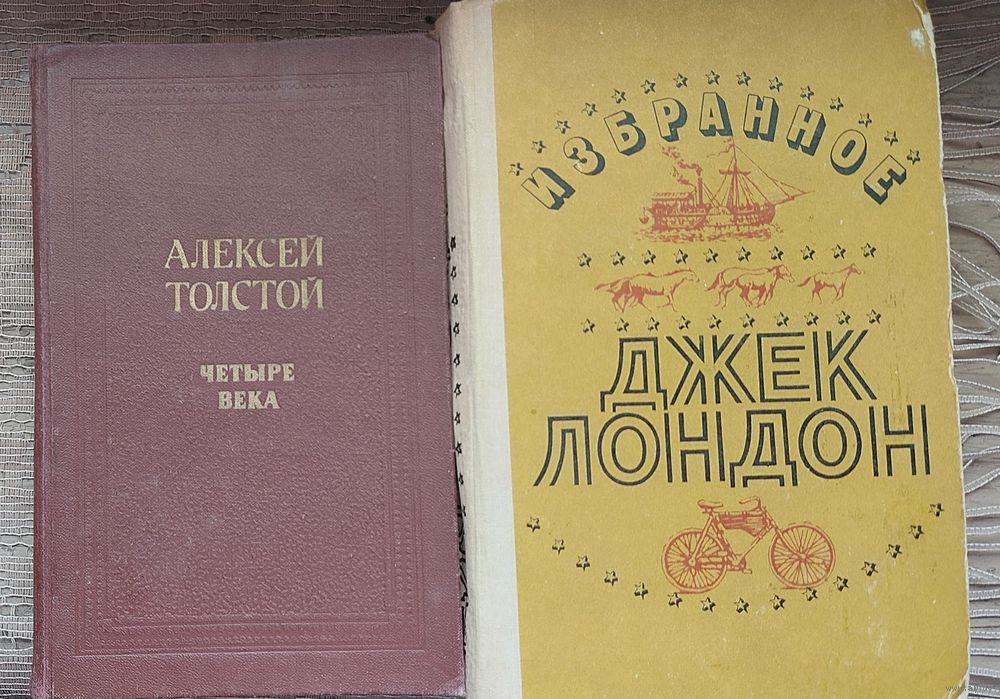 АЛЕКСЕЙ
ТОЛСТОЙ
ЧЕТЫРЕ
ВЕКА
ИЗБРАННОЕ
ДЖЕК
ЛОНДОН